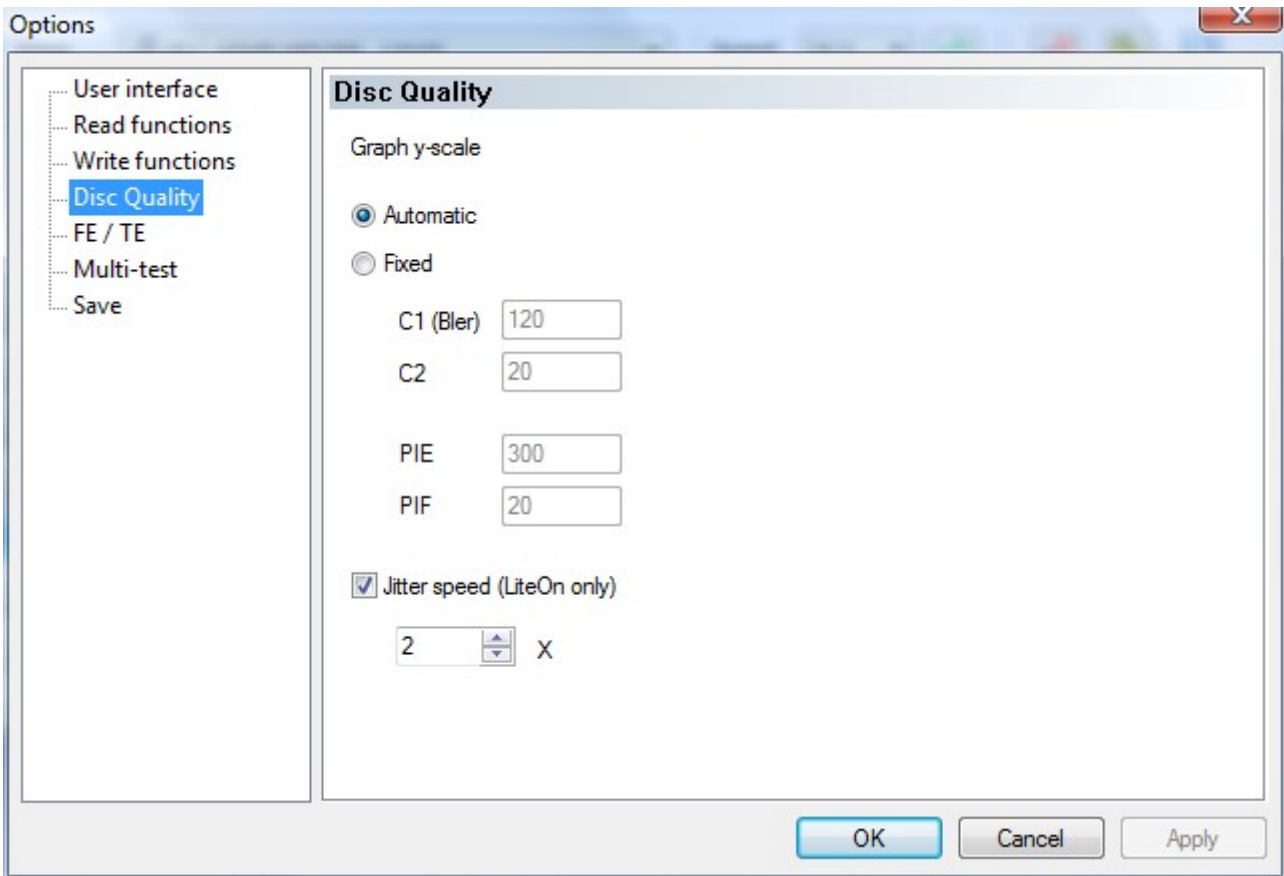 Options
User interface
Read functions
Write functions
Disc Quality
FE / TE
Multi-test
Save
Disc Quality
Graph y-scale
Automatic
Fixed
C1 (Bler) 120
C2 20
PIE 300
PIF 20
Jitter speed (LiteOn only)
2 X
OK Cancel Apply